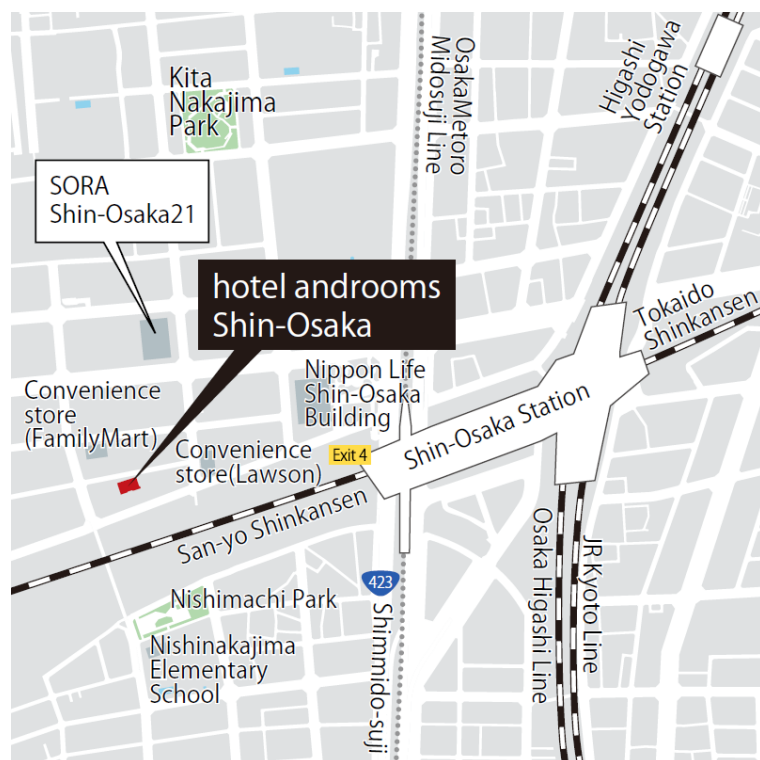 Kita
Nakajima
Park
OsakaMetoro
Midosuji Line
Higashi
Yodogawa
Station
SORA
Shin-Osaka21
hotel androoms
Shin-Osaka
Tokaido
Shinkansen
Nippon Life
Shin-Osaka
Building
Convenience
store
(FamilyMart)
Convenience
store(Lawson)
Exit 4
Shin-Osaka Station
San-yo Shinkansen
423
Shimmido-suji
Osaka Higashi Line
JR Kyoto Line
Nishimachi Park
Nishinakajima
Elementary
School